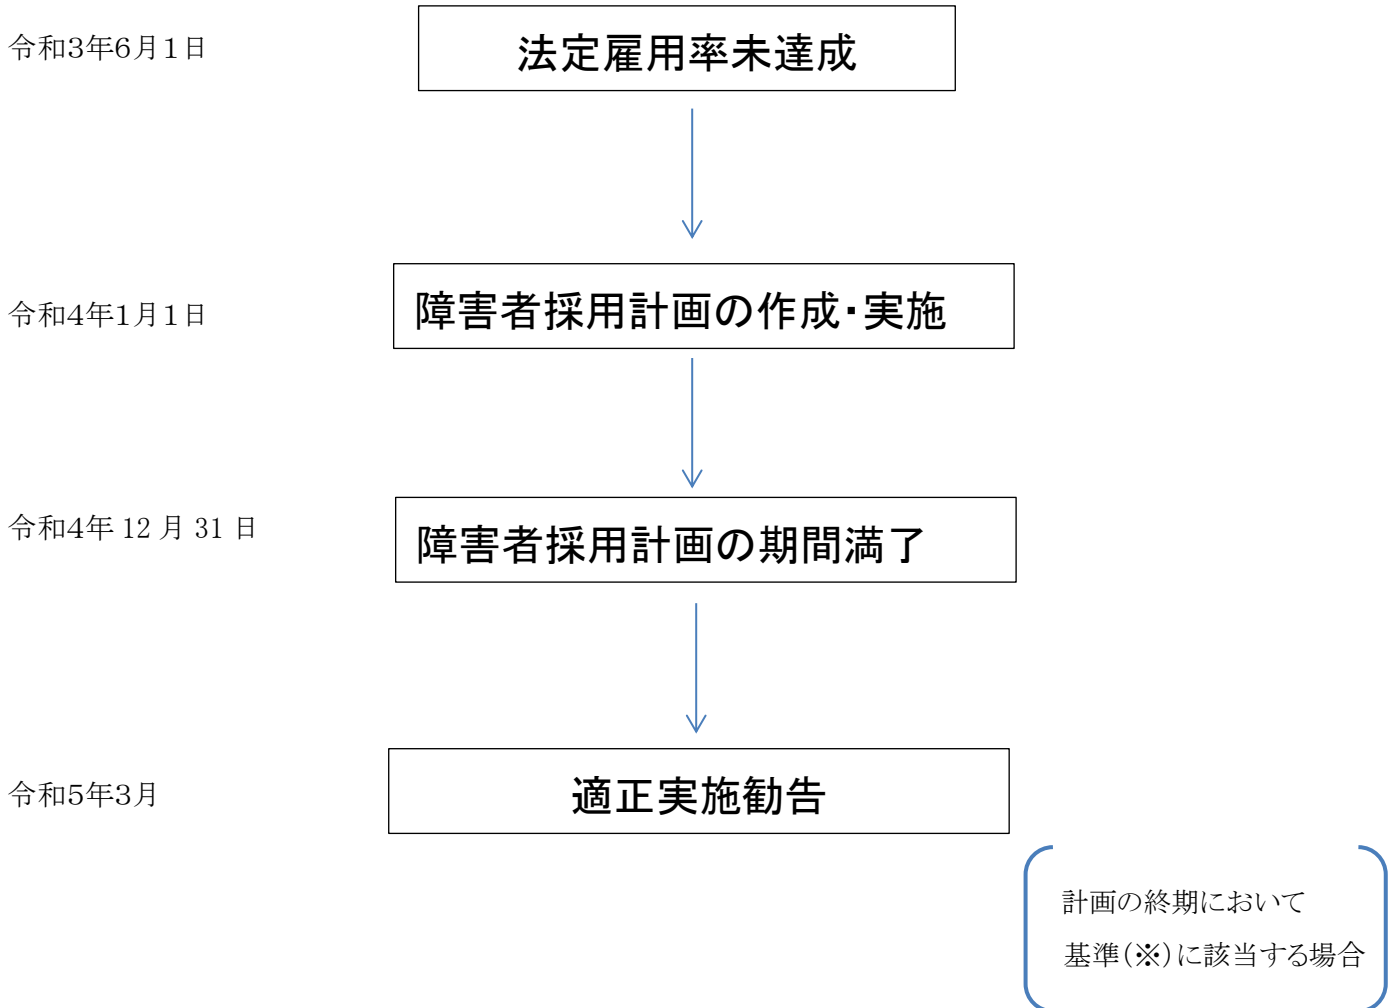 令和3年6月1日
法定雇用率未達成
令和4年1月1日
障害者採用計画の作成・実施
令和4年 12 月 31 日
障害者採用計画の期間満了
令和5年3月
適正実施勧告
計画の終期において
基準(※)に該当する場合